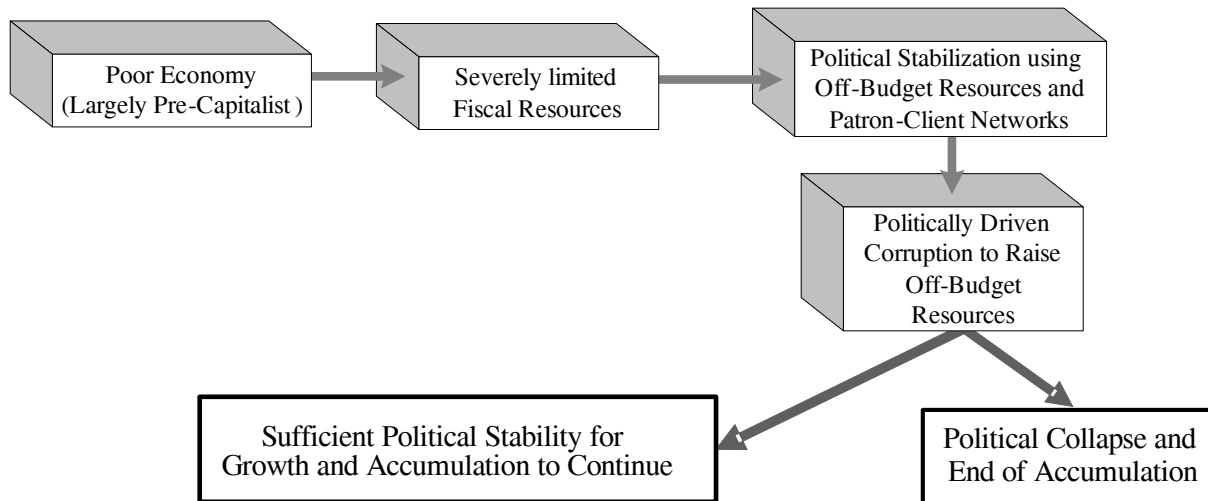 Poor Economy
(Largely Pre-Capitalist )
Severely limited
Fiscal Resources
Political Stabilization using
Off-Budget Resources and
Patron-Client Networks
Politically Driven
Corruption to Raise
Off-Budget
Resources
Sufficient Political Stability for
Growth and Accumulation to Continue
Political Collapse and
End of Accumulation